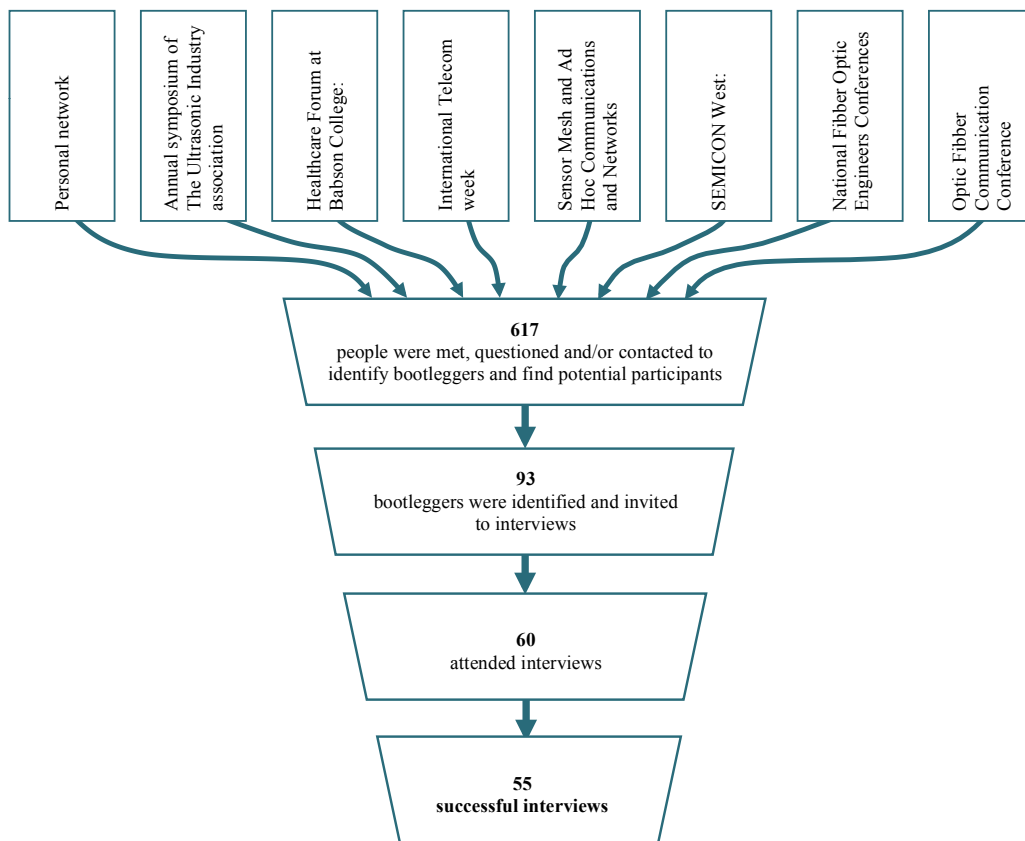 Personal network
Annual symposium of
The Ultrasonic Industry
association
Healthcare Forum at
Babson College:
International Telecom
week
Sensor Mesh and Ad
Hoc Communications
and Networks
SEMICON West:
National Fibber Optic
Engineers Conferences
Optic Fibber
Communication
Conference
617
people were met, questioned and/or contacted to
identify bootleggers and find potential participants
93
bootleggers were identified and invited
to interviews
60
attended interviews
55
successful interviews